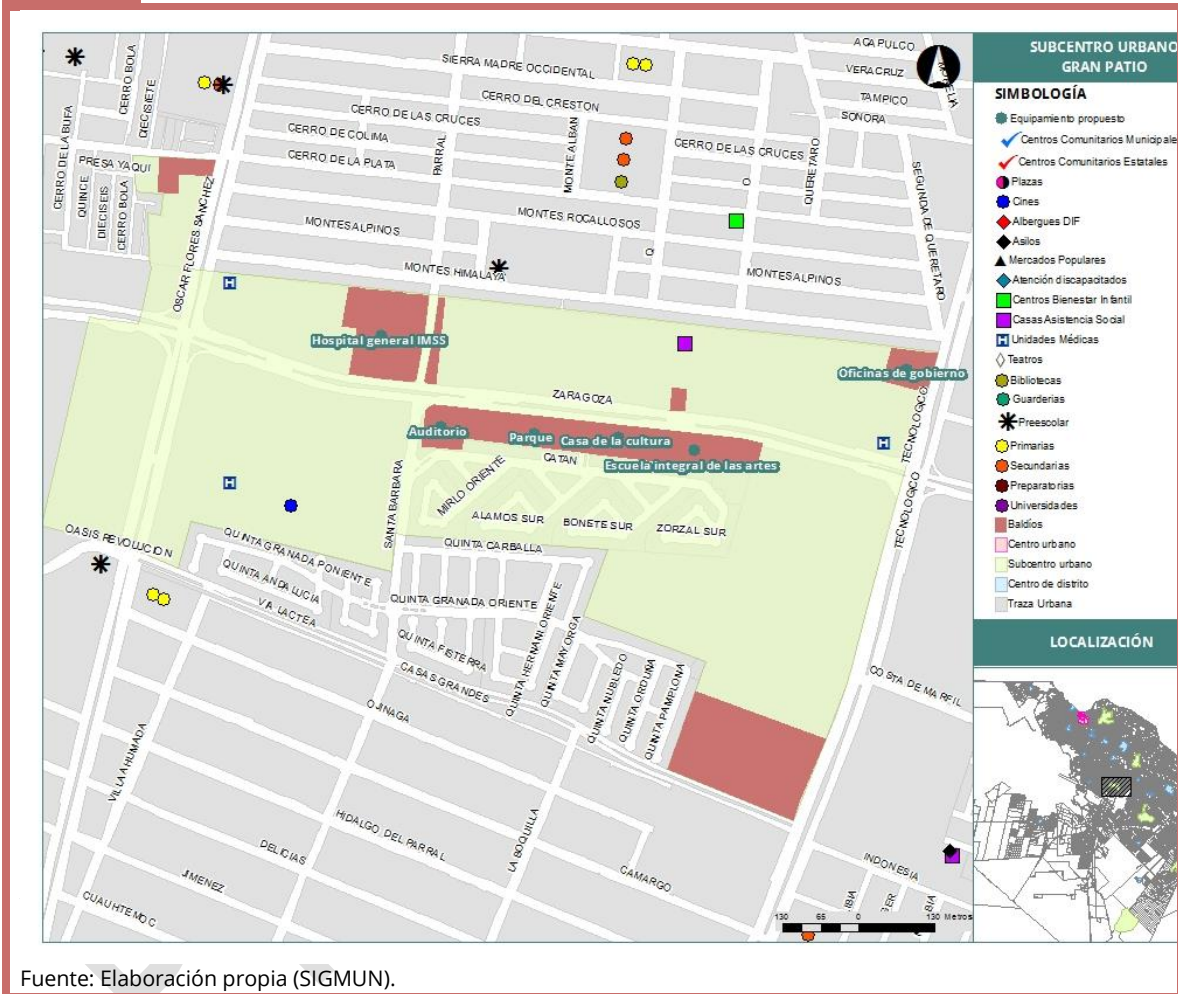 SUBCENTRO URBANO
GRAN PATIO
SIMBOLOGÍA
Equipamiento propuesto
Centros Comunitarios Municipale
Centros Comunitarios Estatales
Plazas
Cines
Albergues DIF
Asilos
Mercados Populares
Atención discapacitados
Centros Bienestar Infantil
Casas Asistencia Social
Unidades Médicas
Teatros
Bibliotecas
Guarderias
Preescolar
Primarias
Secundarias
Preparatorias
Universidades
Baldíos
Centro urbano
Subcentro urbano
Centro de distrito
Traza Urbana
LOCALIZACIÓN
ACAPULCO
VERACRUZ
TAMPICO
SONORA
SIERRA MADRE OCCIDENTAL
CERRO DEL CRESTON
CERRO DE LAS CRUCES
CERRO DE LAS CRUCES
CERRO DE COLIMA
CERRO DE LA PLATA
CERRO BOLA
DIECISIETE
CERRO DE LA BUFA
PRESA YAQUI
QUINCE
DIECISEIS
CERRO BOLA
PARRAL
MONTE ALBAN
QUERETARO
SEGUNDA DE QUERETARO
OSCAR FLORES SANCHEZ
MONTES ROCALLOSOS
MONTES ALPINOS
MONTES ALPINOS
MONTES HIMALAYA
Hospital general IMSS
Oficinas de gobierno
ZARAGOZA
Auditorio
Parque
Casa de la cultura
Escuela integral de las artes
CATAN
MIRLO ORIENTE
ALAMOS SUR
BONETE SUR
ZORZAL SUR
SANTA BARBARA
TECNOLOGICO
TECNOLOGICO
OASIS REVOLUCION
QUINTA GRANADA PONIENTE
QUINTA CARBALLA
QUINTA ANDALUCIA
VIA LACTEA
QUINTA GRANADA ORIENTE
QUINTA FISTERRA
QUINTA HERNANI ORIENTE
QUINTA MAYORGA
CASAS GRANDES
QUINTA NUBLEDO
QUINTA ORDUNA
QUINTA PAMPLONA
COSTA DE MARFIL
OJINAGA
VILLA AHUMADA
HIDALGO DEL PARRAL
DELICIAS
JIMENEZ
CUAUHTEMOC
LA BOQUILLA
CAMARGO
INDONESIA
130 65 0 130 Metros
Fuente: Elaboración propia (SIGMUN).